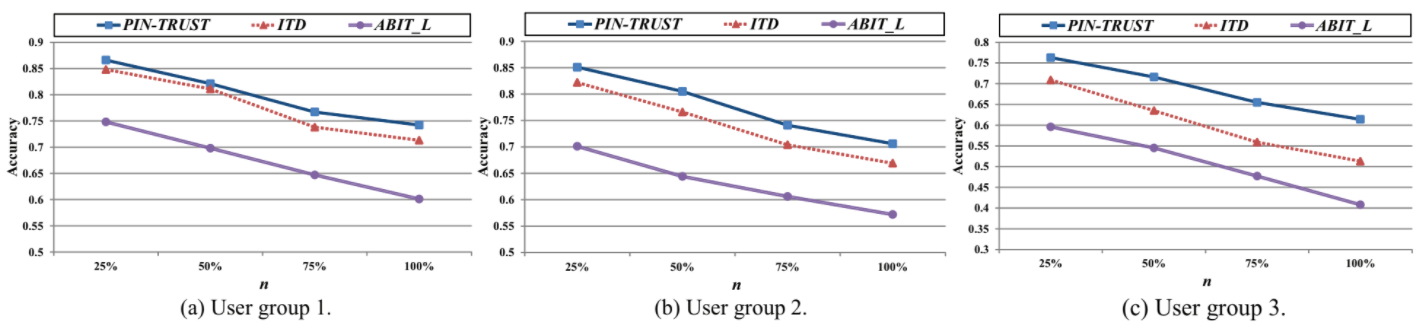 PIN-TRUST ITD ABIT_L
0.9
0.85
0.8
0.75
0.7
0.65
0.6
0.55
0.5
Accuracy
25% 50% 75% 100%
n
(a) User group 1.
PIN-TRUST ITD ABIT_L
0.9
0.85
0.8
0.75
0.7
0.65
0.6
0.55
0.5
Accuracy
25% 50% 75% 100%
n
(b) User group 2.
PIN-TRUST ITD ABIT_L
0.8
0.75
0.7
0.65
0.6
0.55
0.5
0.45
0.4
0.35
0.3
Accuracy
25% 50% 75% 100%
n
(c) User group 3.